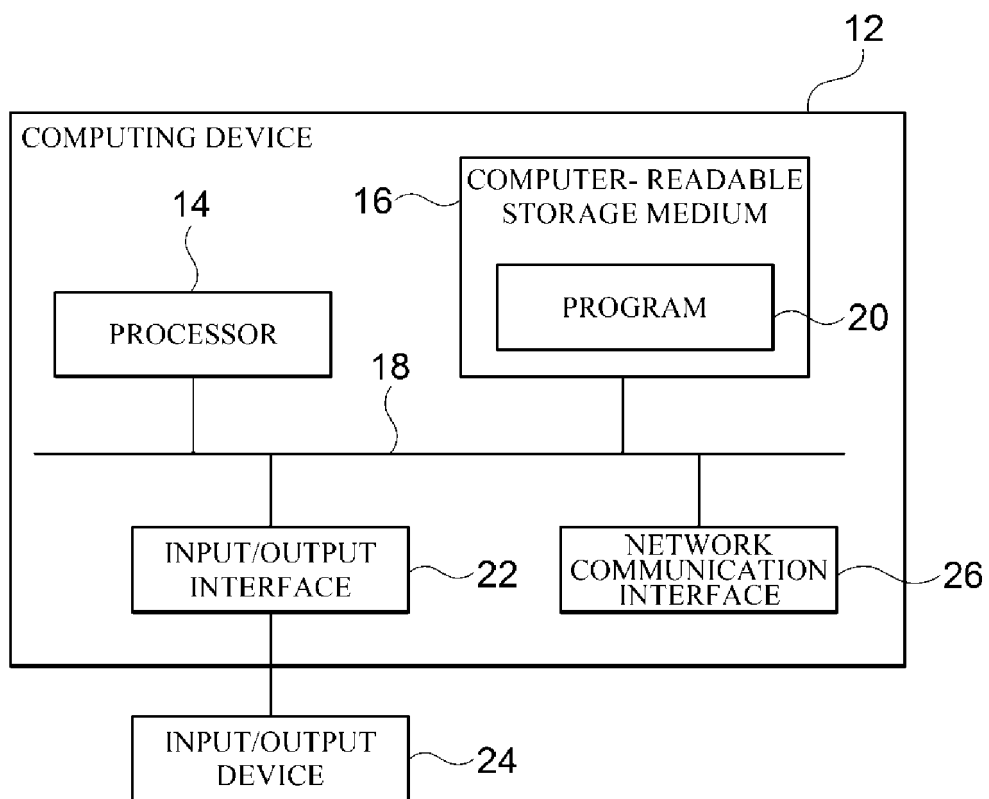 12
COMPUTING DEVICE
14
16
COMPUTER- READABLE
STORAGE MEDIUM
PROCESSOR
PROGRAM
20
18
INPUT/OUTPUT
INTERFACE
22
NETWORK
COMMUNICATION
INTERFACE
26
INPUT/OUTPUT
DEVICE
24